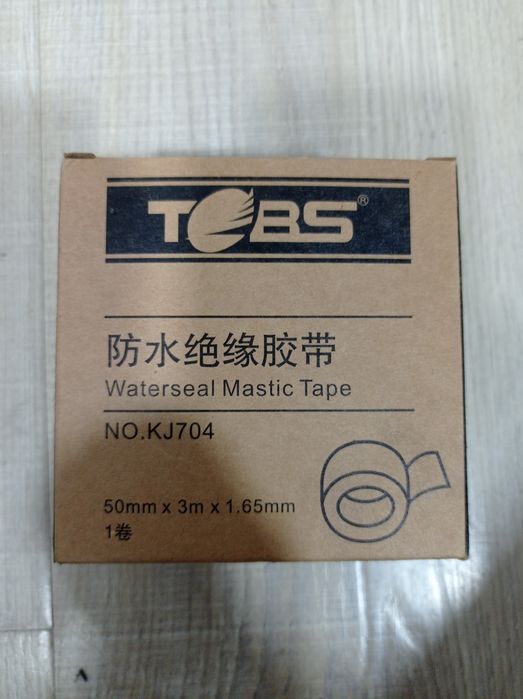 TOBS®
防水绝缘胶带
Waterseal Mastic Tape
NO.KJ704
50mm x 3m x 1.65mm
1卷